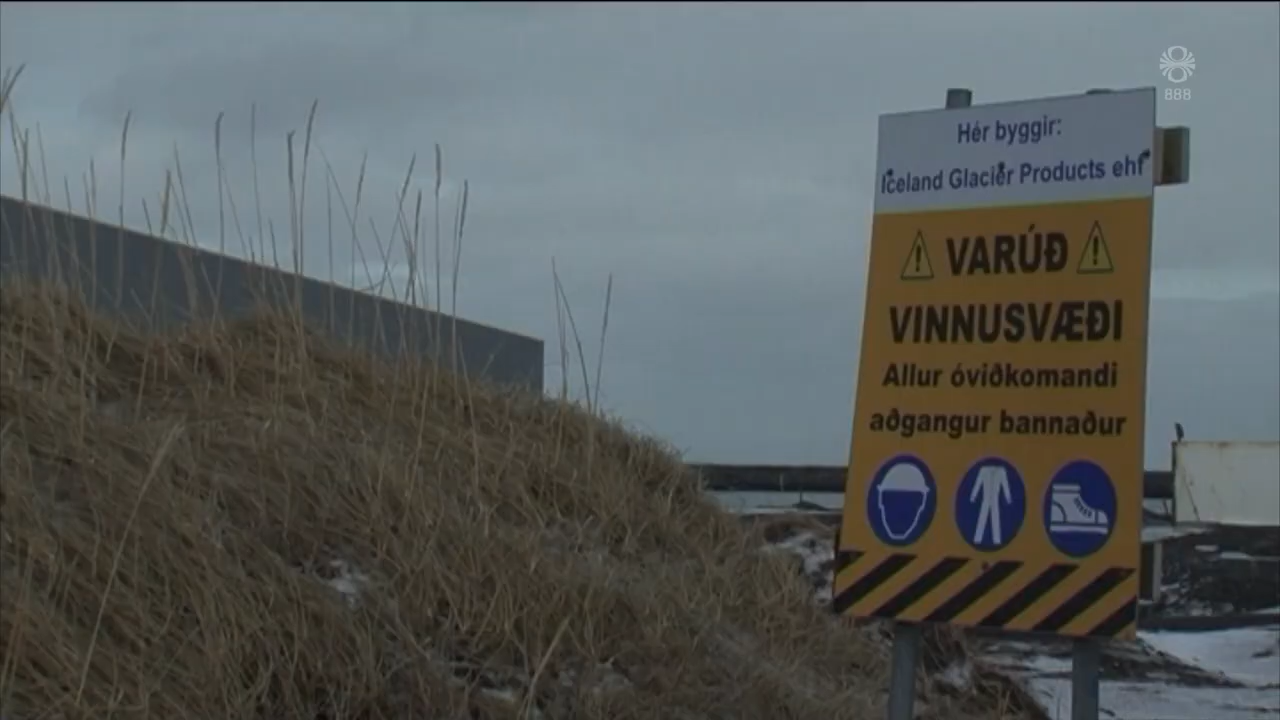 888
Hér byggir:
Iceland Glacier Products ehf
VARÚÐ
VINNUSVÆÐI
Allur óviðkomandi
aðgangur bannaður